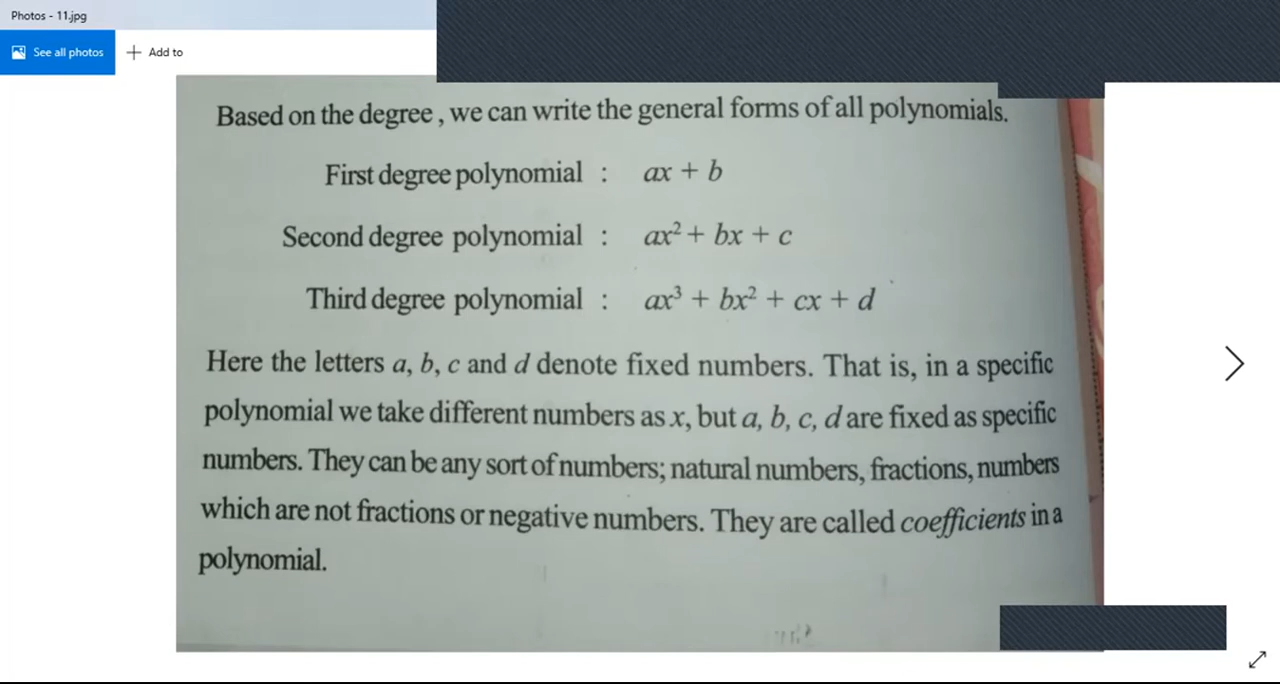 Photos - 11.jpg
See all photos
Add to
Based on the degree, we can write the general forms of all polynomials.
First degree polynomial : ax + b
Second degree polynomial : ax² + bx + c
Third degree polynomial : ax³ + bx² + cx + d
Here the letters a, b, c and d denote fixed numbers. That is, in a specific
polynomial we take different numbers as x, but a, b, c, d are fixed as specific
numbers. They can be any sort of numbers; natural numbers, fractions, numbers
which are not fractions or negative numbers. They are called coefficients in a
polynomial.